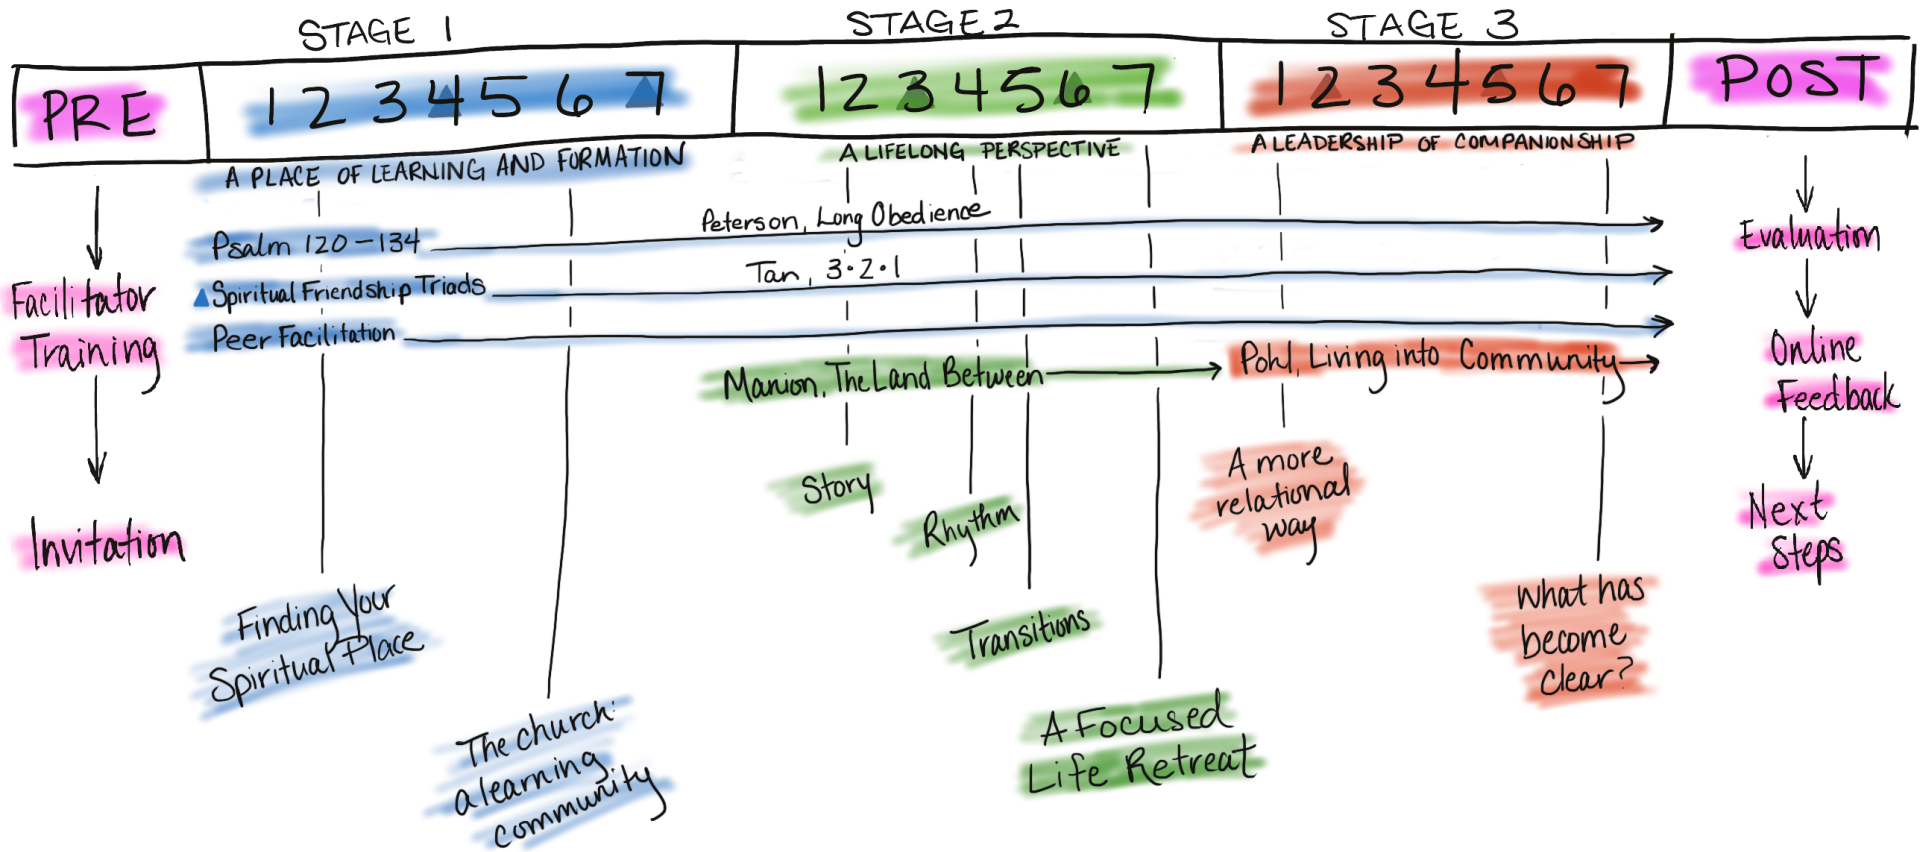 STAGE 1
STAGE 2
STAGE 3
PRE
1 2 3 4 5 6 7
1 2 3 4 5 6 7
1 2 3 4 5 6 7
POST
A PLACE OF LEARNING AND FORMATION
A LIFELONG PERSPECTIVE
A LEADERSHIP OF COMPANIONSHIP
Facilitator
Training
Invitation
Psalm 120-134
Peterson, Long Obedience
Spiritual Friendship Triads
Tan, 3·2·1
Peer Facilitation
Manion, The Land Between
Pohl, Living into Community
Finding Your
Spiritual Place
The church:
a learning
community
Story
Rhythm
Transitions
A Focused
Life Retreat
A more
relational
way
What has
become
clear?
Evaluation
Online
Feedback
Next
Steps